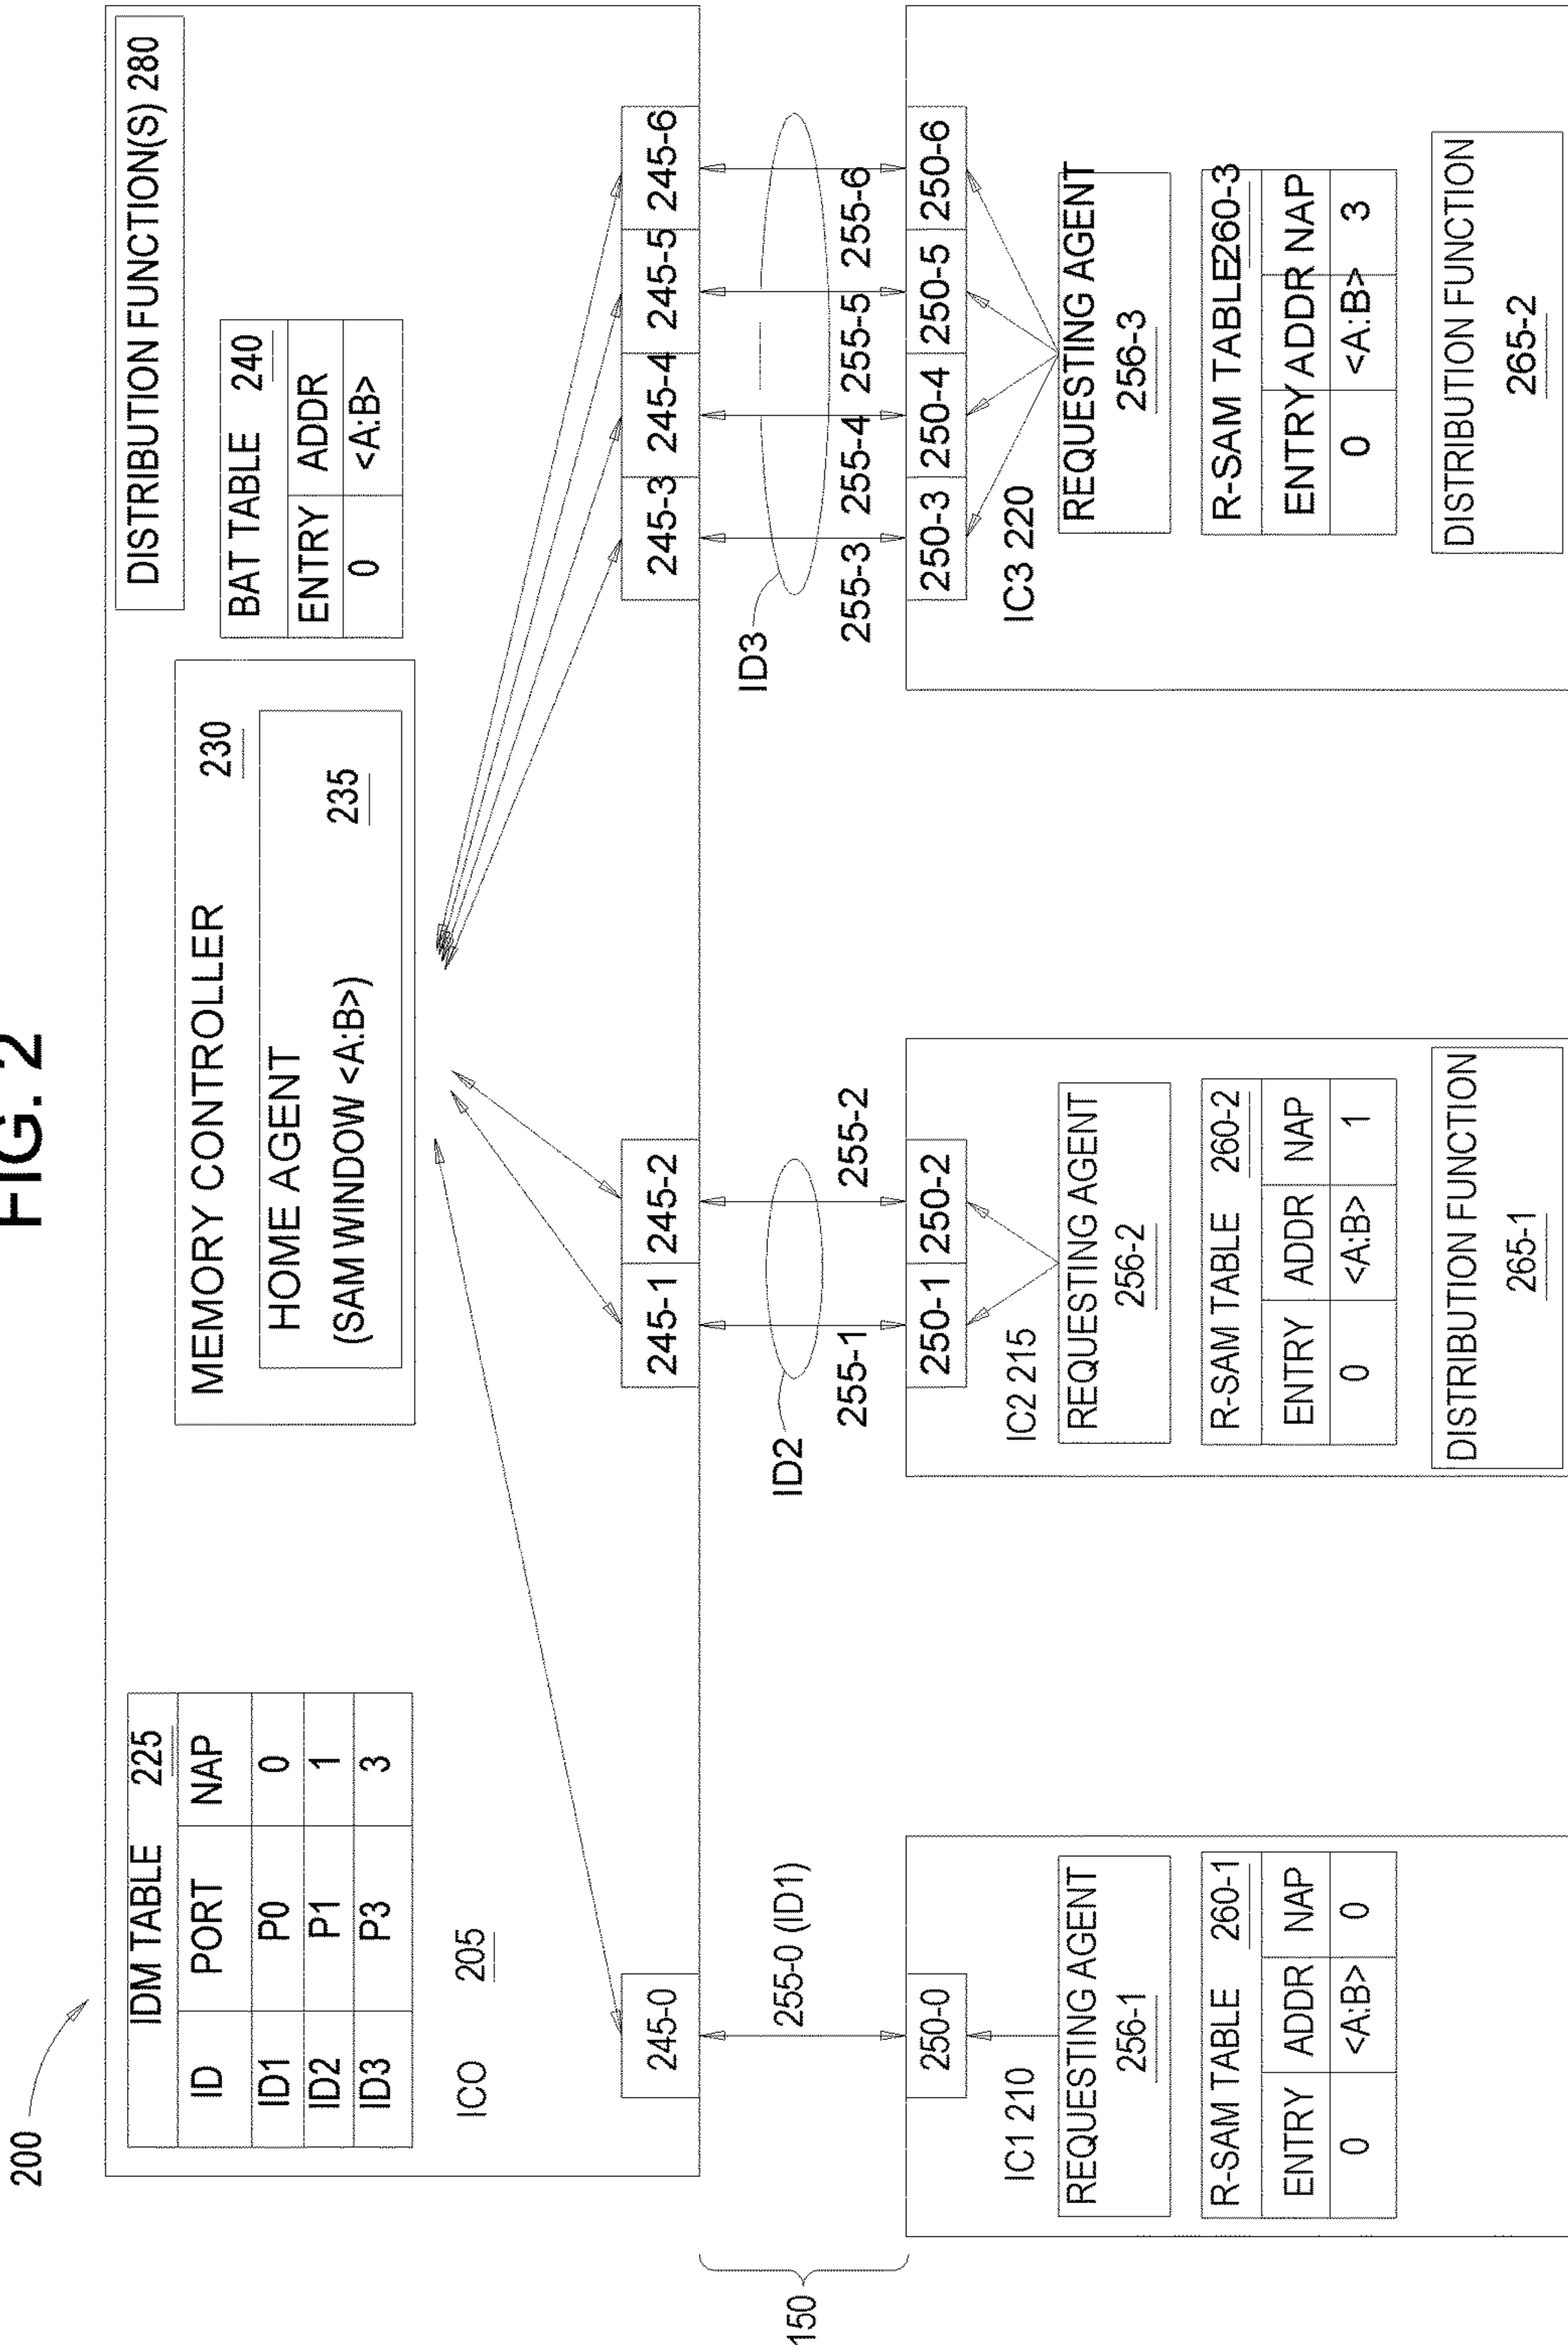 FIG. 2
200
IDM TABLE 225
ID PORT NAP
ID1 P0 0
ID2 P1 1
ID3 P3 3
ICO 205
MEMORY CONTROLLER 230
HOME AGENT
(SAM WINDOW <A:B>) 235
DISTRIBUTION FUNCTION(S) 280
BAT TABLE 240
ENTRY ADDR
0 <A:B>
245-0
245-1 245-2
245-3 245-4 245-5 245-6
150
255-0 (ID1)
ID2
255-1 255-2
ID3
255-3 255-4 255-5 255-6
250-0
IC1 210
REQUESTING AGENT
256-1
R-SAM TABLE 260-1
ENTRY ADDR NAP
0 <A:B> 0
250-1 250-2
IC2 215
REQUESTING AGENT
256-2
R-SAM TABLE 260-2
ENTRY ADDR NAP
0 <A:B> 1
DISTRIBUTION FUNCTION
265-1
250-3 250-4 250-5 250-6
IC3 220
REQUESTING AGENT
256-3
R-SAM TABLE 260-3
ENTRY ADDR NAP
0 <A:B> 3
DISTRIBUTION FUNCTION
265-2